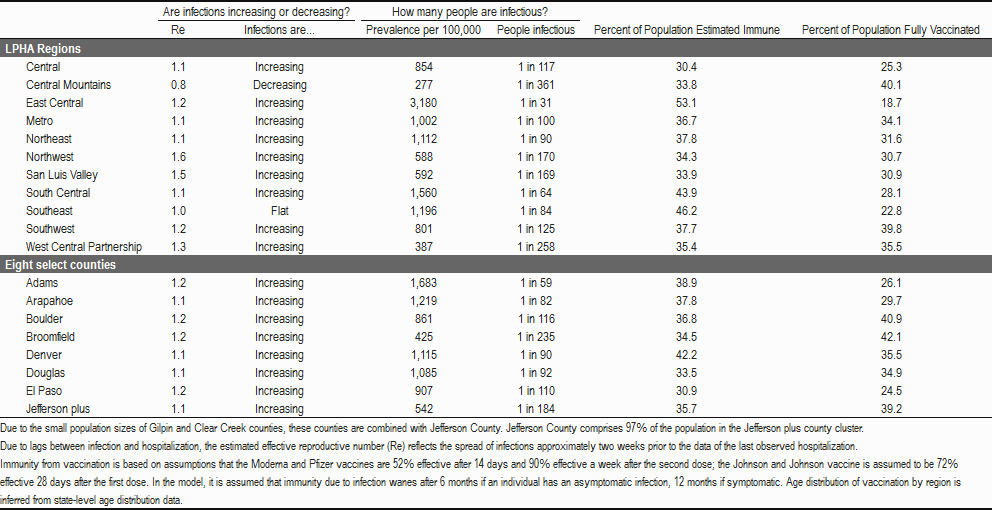 Are infections increasing or decreasing? How many people are infectious?
Re Infections are... Prevalence per 100,000 People infectious Percent of Population Estimated Immune Percent of Population Fully Vaccinated
LPHA Regions
Central 1.1 Increasing 854 1 in 117 30.4 25.3
Central Mountains 0.8 Decreasing 277 1 in 361 33.8 40.1
East Central 1.2 Increasing 3,180 1 in 31 53.1 18.7
Metro 1.1 Increasing 1,002 1 in 100 36.7 34.1
Northeast 1.1 Increasing 1,112 1 in 90 37.8 31.6
Northwest 1.6 Increasing 588 1 in 170 34.3 30.7
San Luis Valley 1.5 Increasing 592 1 in 169 33.9 30.9
South Central 1.1 Increasing 1,560 1 in 64 43.9 28.1
Southeast 1.0 Flat 1,196 1 in 84 46.2 22.8
Southwest 1.2 Increasing 801 1 in 125 37.7 39.8
West Central Partnership 1.3 Increasing 387 1 in 258 35.4 35.5
Eight select counties
Adams 1.2 Increasing 1,683 1 in 59 38.9 26.1
Arapahoe 1.1 Increasing 1,219 1 in 82 37.8 29.7
Boulder 1.2 Increasing 861 1 in 116 36.8 40.9
Broomfield 1.2 Increasing 425 1 in 235 34.5 42.1
Denver 1.1 Increasing 1,115 1 in 90 42.2 35.5
Douglas 1.1 Increasing 1,085 1 in 92 33.5 34.9
El Paso 1.2 Increasing 907 1 in 110 30.9 24.5
Jefferson plus 1.1 Increasing 542 1 in 184 35.7 39.2
Due to the small population sizes of Gilpin and Clear Creek counties, these counties are combined with Jefferson County. Jefferson County comprises 97% of the population in the Jefferson plus county cluster.
Due to lags between infection and hospitalization, the estimated effective reproductive number (Re) reflects the spread of infections approximately two weeks prior to the data of the last observed hospitalization.
Immunity from vaccination is based on assumptions that the Moderna and Pfizer vaccines are 52% effective after 14 days and 90% effective a week after the second dose; the Johnson and Johnson vaccine is assumed to be 72%
effective 28 days after the first dose. In the model, it is assumed that immunity due to infection wanes after 6 months if an individual has an asymptomatic infection, 12 months if symptomatic. Age distribution of vaccination by region is
inferred from state-level age distribution data.